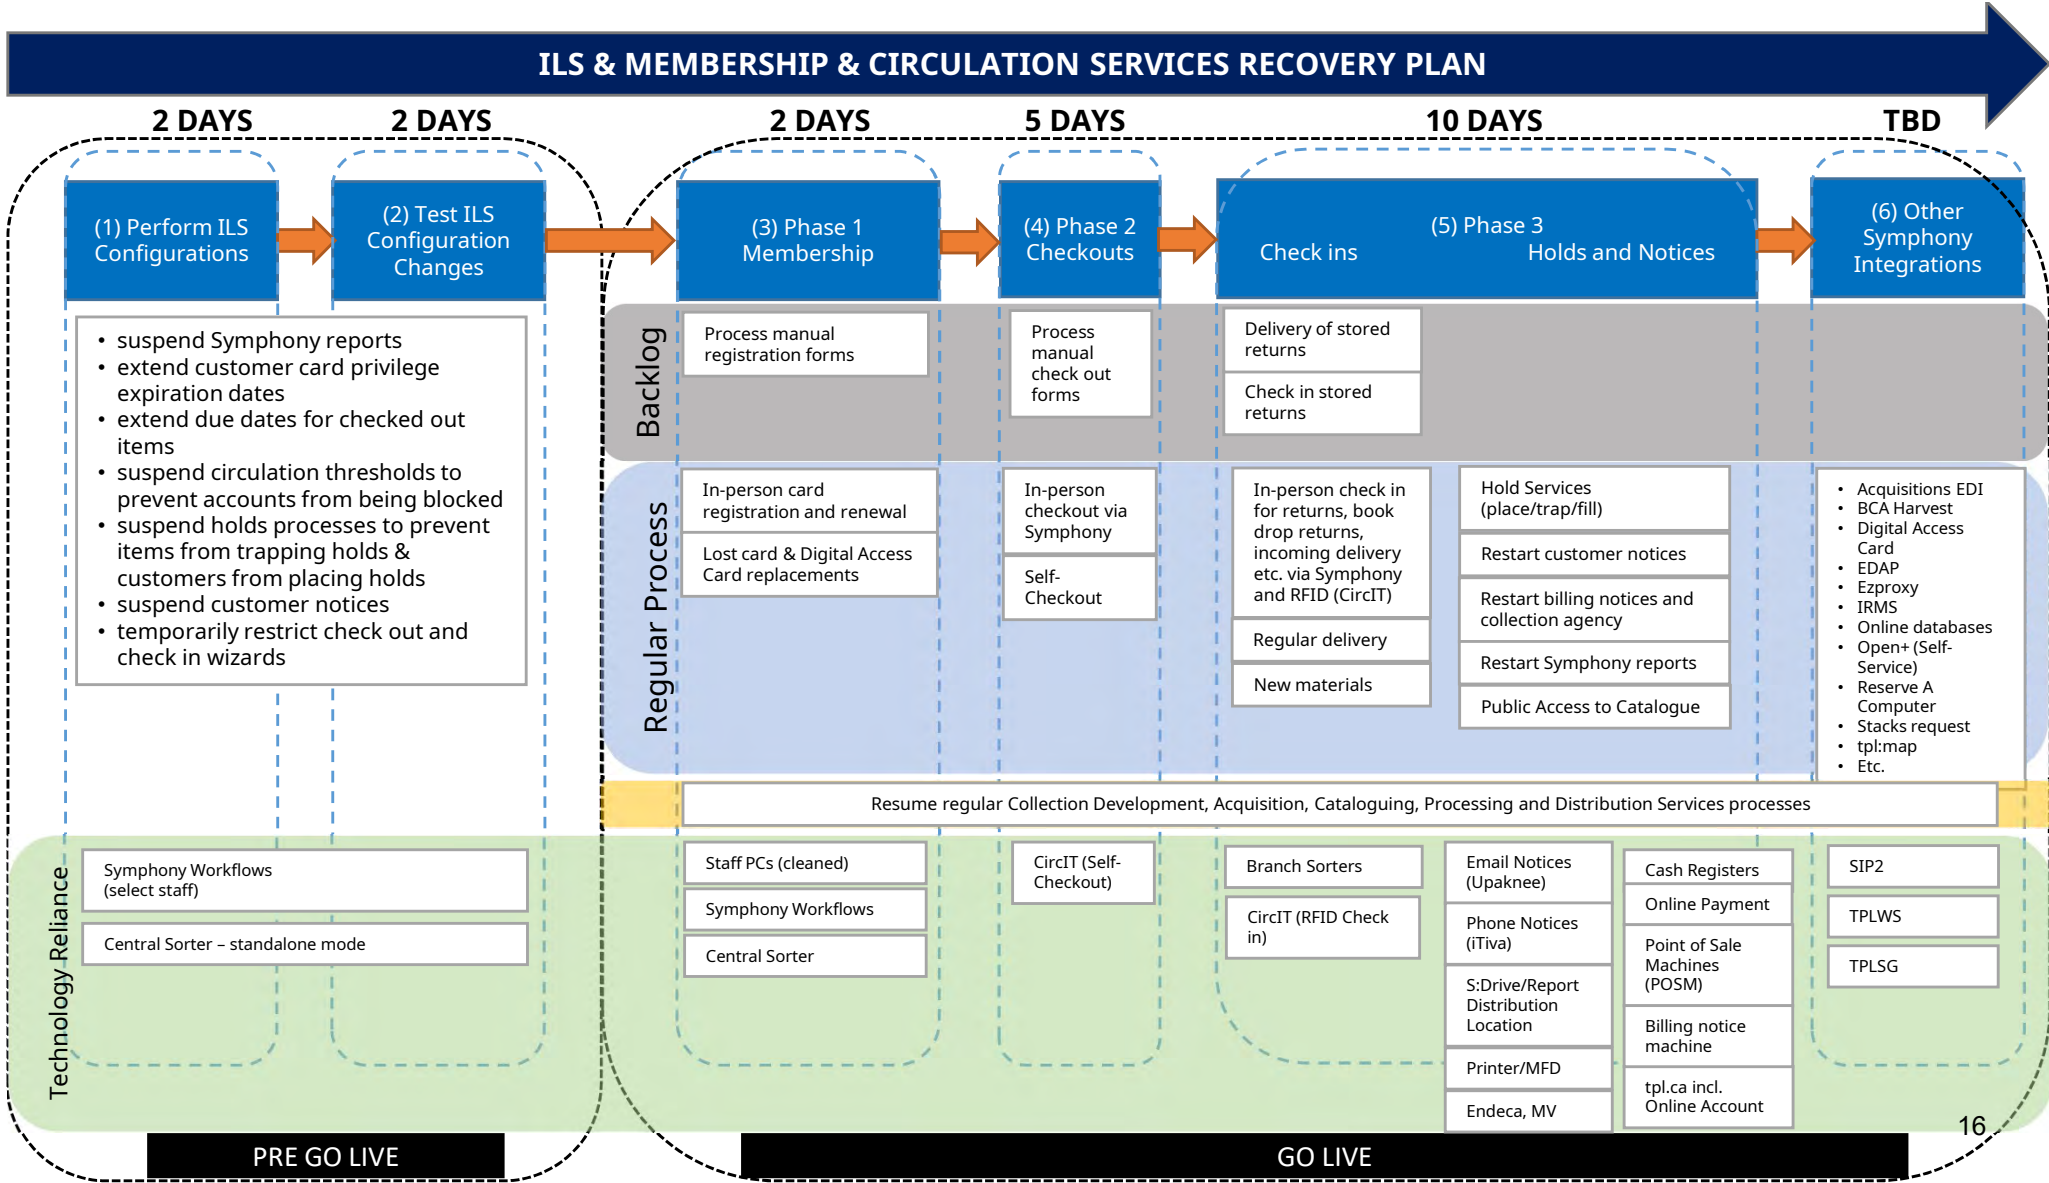 ILS & MEMBERSHIP & CIRCULATION SERVICES RECOVERY PLAN
2 DAYS
2 DAYS
2 DAYS
5 DAYS
10 DAYS
TBD
(1) Perform ILS
Configurations
(2) Test ILS
Configuration
Changes
(3) Phase 1
Membership
(4) Phase 2
Checkouts
(5) Phase 3
Check ins Holds and Notices
(6) Other
Symphony
Integrations
• suspend Symphony reports
• extend customer card privilege
expiration dates
• extend due dates for checked out
items
• suspend circulation thresholds to
prevent accounts from being blocked
• suspend holds processes to prevent
items from trapping holds &
customers from placing holds
• suspend customer notices
• temporarily restrict check out and
check in wizards
Backlog
Process manual
registration forms
Process
manual
check out
forms
Delivery of stored
returns
Check in stored
returns
Regular Process
In-person card
registration and renewal
Lost card & Digital Access
Card replacements
In-person
checkout via
Symphony
Self-
Checkout
In-person check in
for returns, book
drop returns,
incoming delivery
etc. via Symphony
and RFID (CircIT)
Regular delivery
New materials
Hold Services
(place/trap/fill)
Restart customer notices
Restart billing notices and
collection agency
Restart Symphony reports
Public Access to Catalogue
• Acquisitions EDI
• BCA Harvest
• Digital Access
Card
• EDAP
• Ezproxy
• IRMS
• Online databases
• Open+ (Self-
Service)
• Reserve A
Computer
• Stacks request
• tpl:map
• Etc.
Resume regular Collection Development, Acquisition, Cataloguing, Processing and Distribution Services processes
Technology Reliance
Symphony Workflows
(select staff)
Central Sorter – standalone mode
Staff PCs (cleaned)
Symphony Workflows
Central Sorter
CircIT (Self-
Checkout)
Branch Sorters
CircIT (RFID Check
in)
Email Notices
(Upaknee)
Phone Notices
(iTiva)
S:Drive/Report
Distribution
Location
Printer/MFD
Endeca, MV
Cash Registers
Online Payment
Point of Sale
Machines
(POSM)
Billing notice
machine
tpl.ca incl.
Online Account
SIP2
TPLWS
TPLSG
16
PRE GO LIVE
GO LIVE